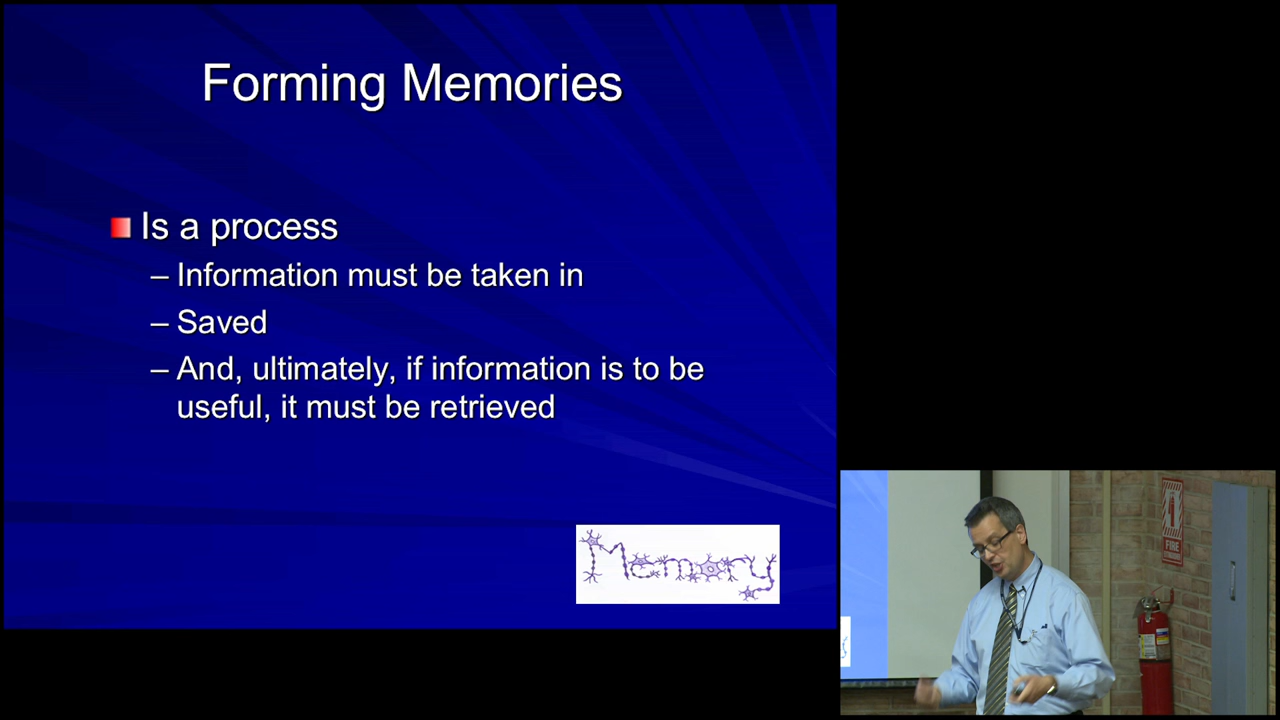 Forming Memories
Is a process
– Information must be taken in
– Saved
– And, ultimately, if information is to be
useful, it must be retrieved
Memory
FIRE